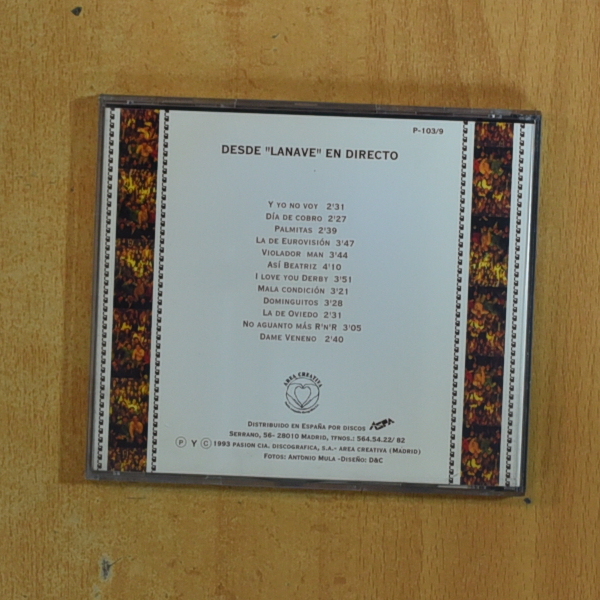 P-103/9
DESDE "LANAVE" EN DIRECTO
Y YO NO VOY 2'31
DÍA DE COBRO 2'27
PALMITAS 2'39
LA DE EUROVISIÓN 3'47
VIOLADOR MAN 3'44
ASÍ BEATRIZ 4'10
I LOVE YOU DERBY 3'51
MALA CONDICIÓN 3'21
DOMINGUITOS 3'28
LA DE OVIEDO 2'31
NO AGUANTO MÁS R'N'R 3'05
DAME VENENO 2'40
AREA CREATIVA
DISTRIBUIDO EN ESPAÑA POR DISCOS
SERRANO, 56- 28010 MADRID, TFNOS.: 564.54.22/ 82
Ⓟ Y Ⓒ 1993 PASION CIA. DISCOGRAFICA, S.A.- AREA CREATIVA (MADRID)
FOTOS: ANTONIO MULA -DISEÑO: D&C